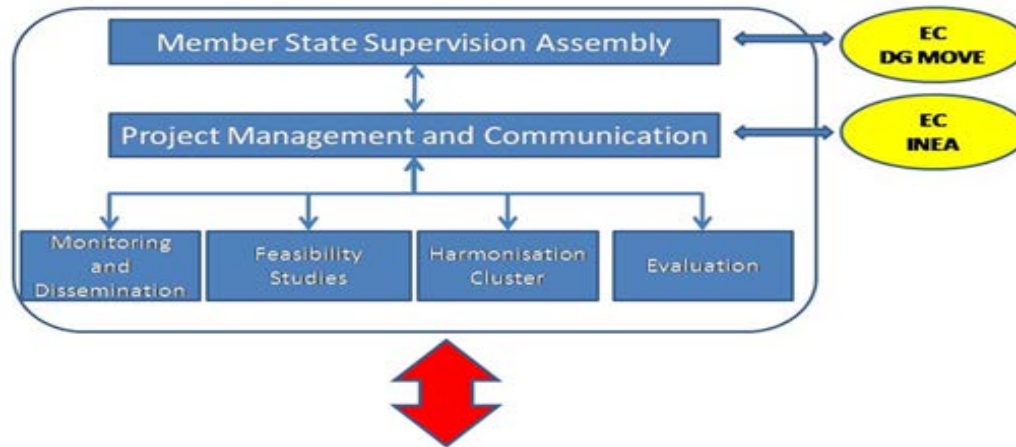 Member State Supervision Assembly
EC
DG MOVE
Project Management and Communication
EC
INEA
Monitoring
and
Dissemination
Feasibility
Studies
Harmonisation
Cluster
Evaluation